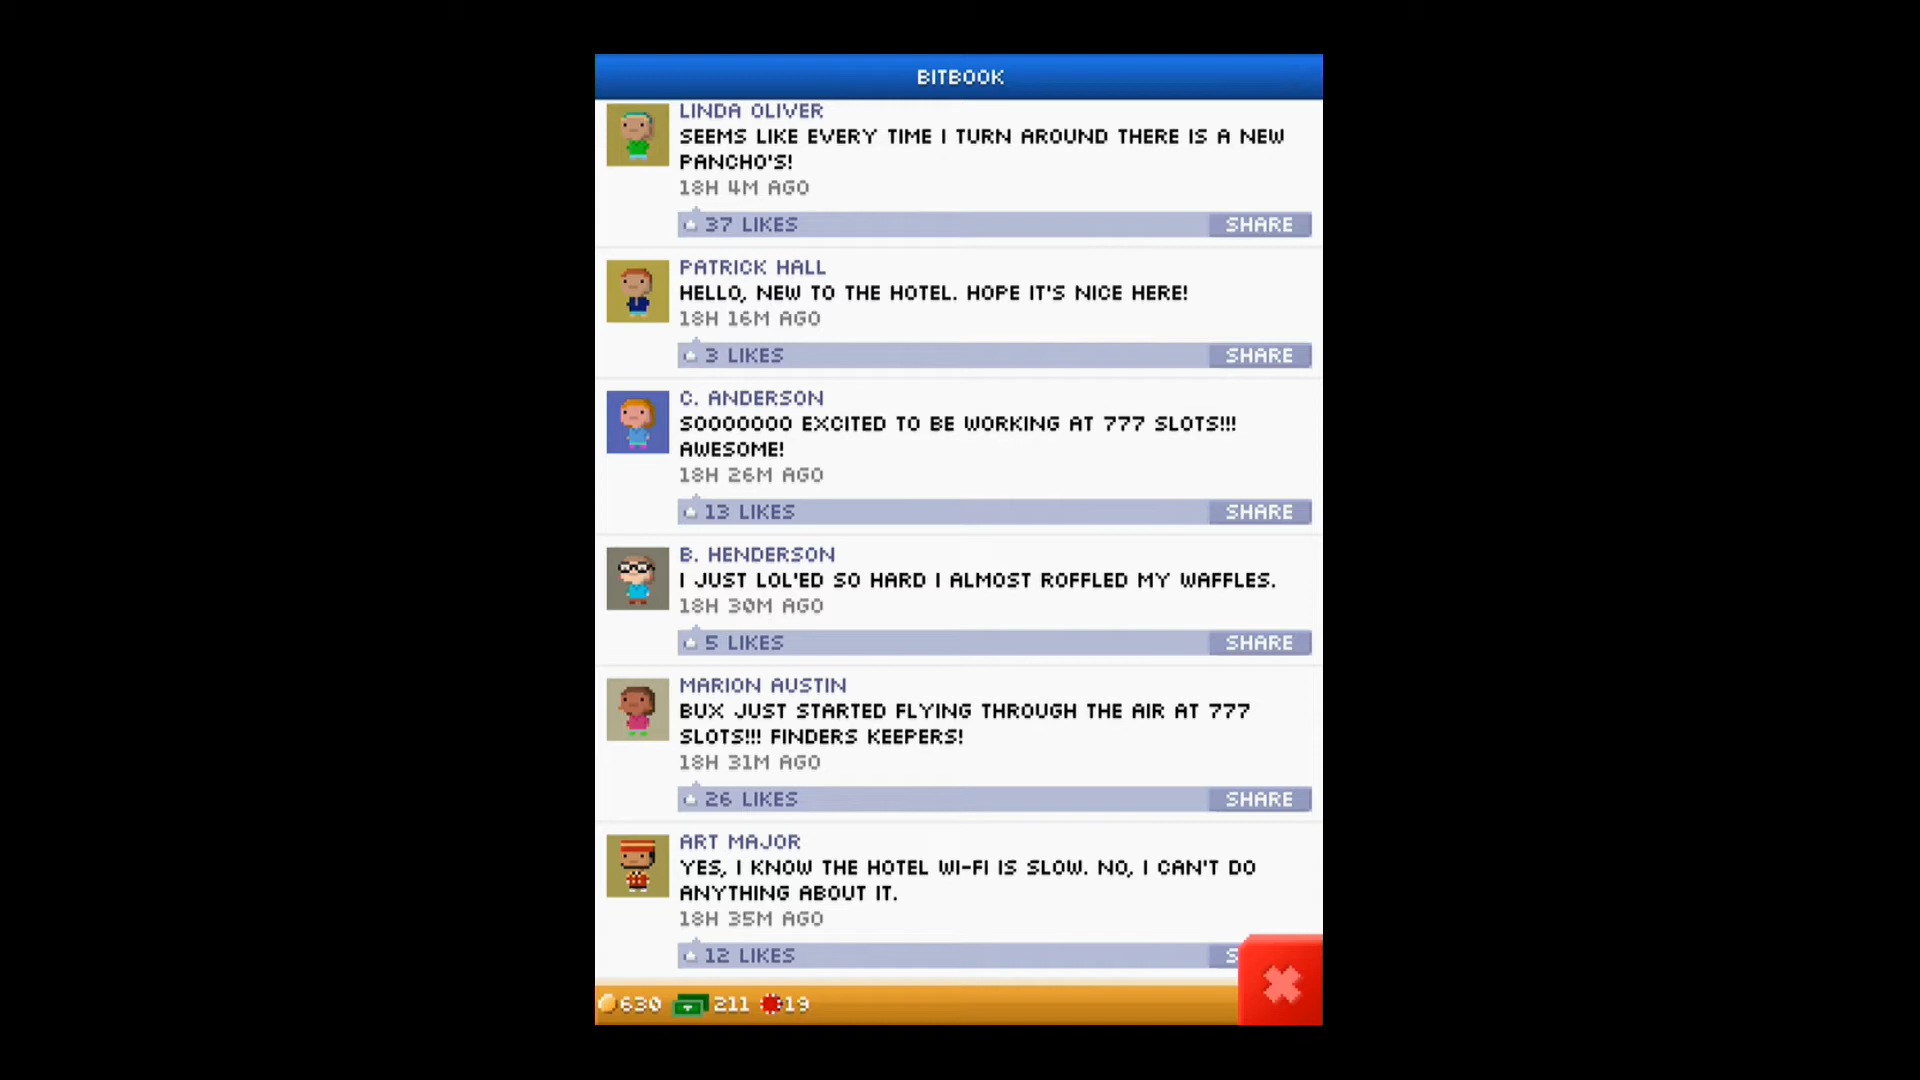 BITBOOK
LINDA OLIVER
SEEMS LIKE EVERY TIME I TURN AROUND THERE IS A NEW
PANCHO'S!
18H 4M AGO
37 LIKES SHARE
PATRICK HALL
HELLO, NEW TO THE HOTEL. HOPE IT'S NICE HERE!
18H 16M AGO
3 LIKES SHARE
C. ANDERSON
SOOOOOOO EXCITED TO BE WORKING AT 777 SLOTS!!!
AWESOME!
18H 26M AGO
13 LIKES SHARE
B. HENDERSON
I JUST LOL'ED SO HARD I ALMOST ROFFLED MY WAFFLES.
18H 30M AGO
5 LIKES SHARE
MARION AUSTIN
BUX JUST STARTED FLYING THROUGH THE AIR AT 777
SLOTS!!! FINDERS KEEPERS!
18H 31M AGO
26 LIKES SHARE
ART MAJOR
YES, I KNOW THE HOTEL WI-FI IS SLOW. NO, I CAN'T DO
ANYTHING ABOUT IT.
18H 35M AGO
12 LIKES S
630 211 19